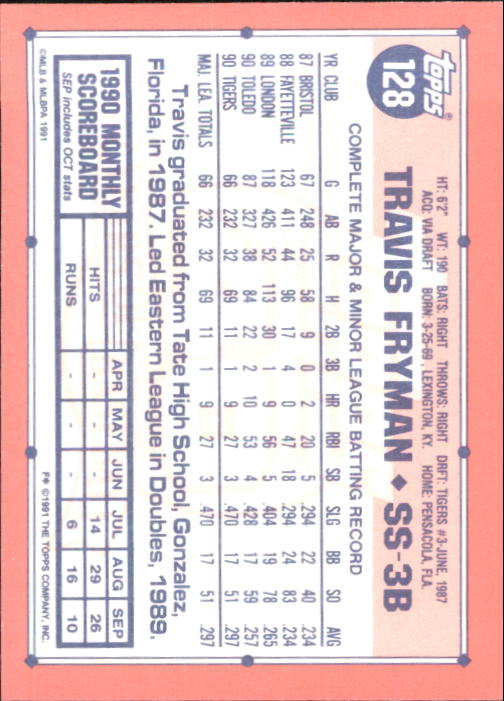 topps®
128
TRAVIS FRYMAN ◆ SS-3B
HT: 6'2" WT: 190 BATS: RIGHT THROWS: RIGHT DRFT: TIGERS #3-JUNE, 1987
ACQ: VIA DRAFT BORN: 3-25-69, LEXINGTON, KY. HOME: PENSACOLA, FLA.
COMPLETE MAJOR & MINOR LEAGUE BATTING RECORD
YR CLUB G AB R H 2B 3B HR RBI SB SLG BB SO AVG
87 BRISTOL 67 248 25 58 9 0 2 20 5 .294 22 40 .234
88 FAYETTEVILLE 123 411 44 96 17 4 0 47 18 .294 24 83 .234
89 LONDON 118 426 52 113 30 1 9 56 5 .404 19 78 .265
90 TOLEDO 87 327 38 84 22 2 10 53 4 .428 17 59 .257
90 TIGERS 66 232 32 69 11 1 9 27 3 .470 17 51 .297
MAJ. LEA. TOTALS 66 232 32 69 11 1 9 27 3 .470 17 51 .297
Travis graduated from Tate High School, Gonzalez,
Florida, in 1987. Led Eastern League in Doubles, 1989.
1990 MONTHLY
SCOREBOARD
SEP includes OCT stats
APR MAY JUN JUL AUG SEP
HITS - - - 14 29 26
RUNS - - - 6 16 10
©MLB & MLBPA 1991
F* ©1991 THE TOPPS COMPANY, INC.